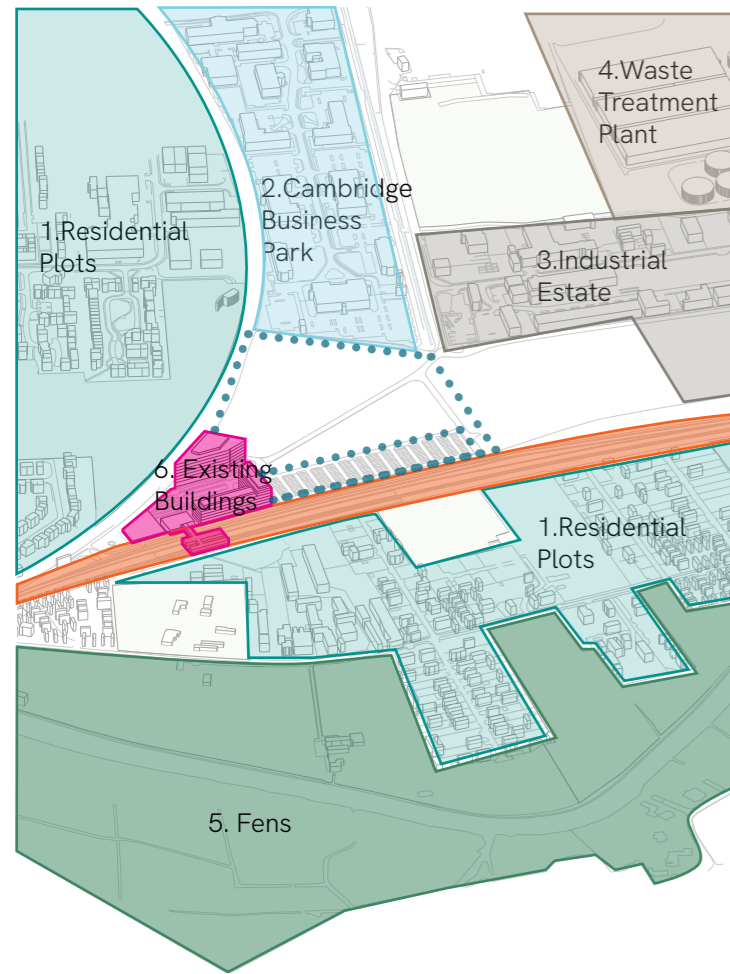 4.Waste
Treatment
Plant
2.Cambridge
Business
Park
1.Residential
Plots
3.Industrial
Estate
6. Existing
Buildings
1.Residential
Plots
5. Fens